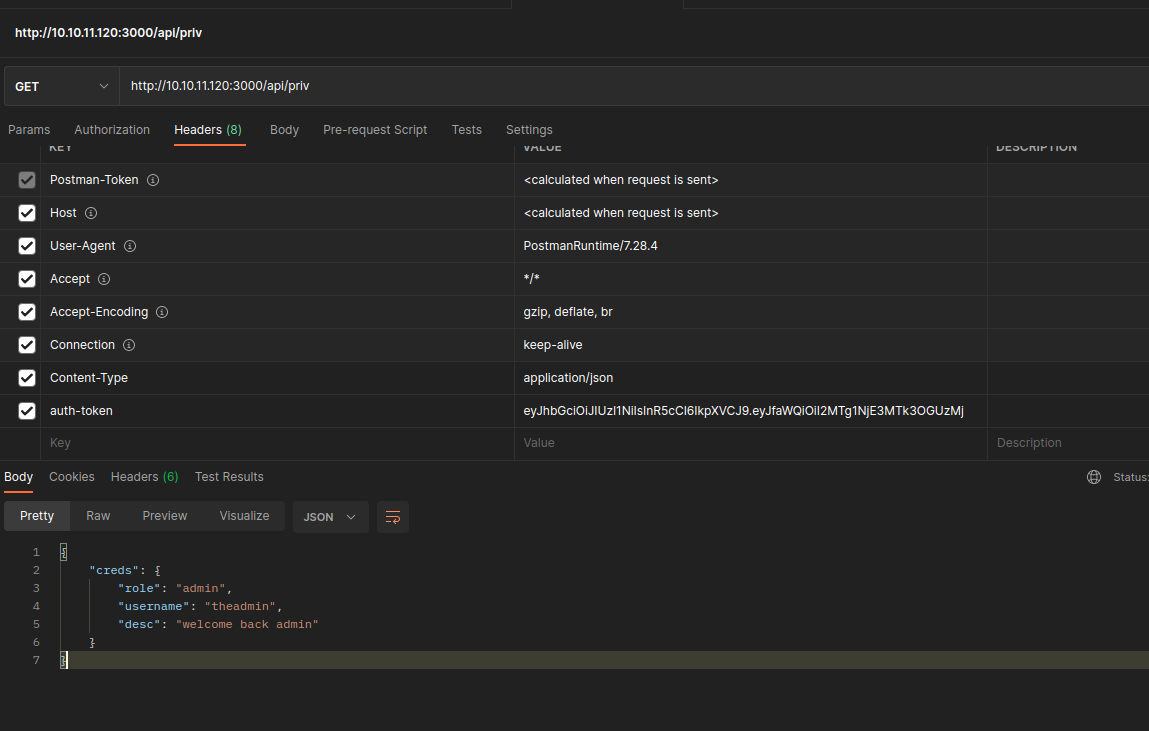 http://10.10.11.120:3000/api/priv
GET http://10.10.11.120:3000/api/priv
Params Authorization Headers (8) Body Pre-request Script Tests Settings
KEY VALUE DESCRIPTION
Postman-Token <calculated when request is sent>
Host <calculated when request is sent>
User-Agent PostmanRuntime/7.28.4
Accept */*
Accept-Encoding gzip, deflate, br
Connection keep-alive
Content-Type application/json
auth-token eyJhbGciOiJIUzI1NiIsInR5cCI6IkpXVCJ9.eyJfaWQiOiI2MTg1NjE3MTk3OGUzMj
Key Value Description
Body Cookies Headers (6) Test Results Status:
Pretty Raw Preview Visualize JSON
1 {
2 "creds": {
3 "role": "admin",
4 "username": "theadmin",
5 "desc": "welcome back admin"
6 }
7 }